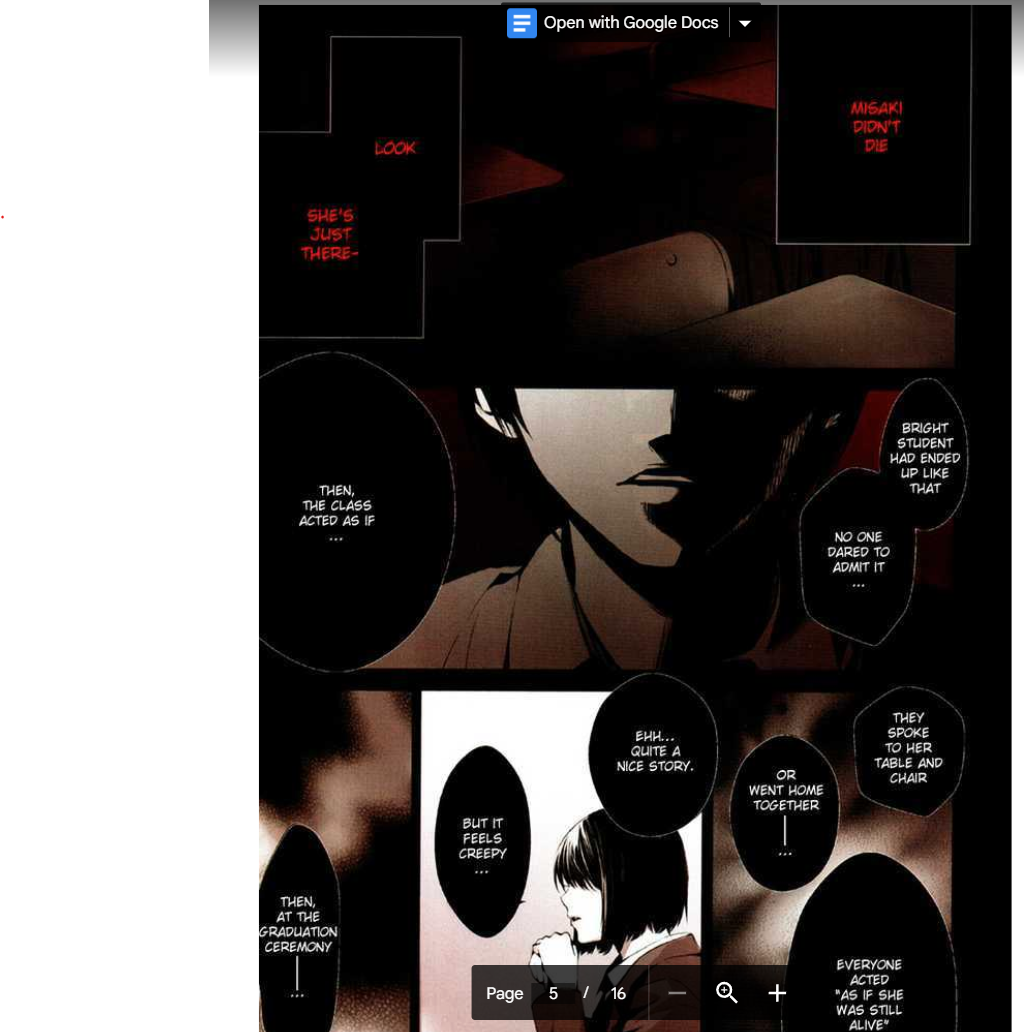 Open with Google Docs
MISAKI
DIDN'T
DIE
LOOK
SHE'S
JUST
THERE-
BRIGHT
STUDENT
HAD ENDED
UP LIKE
THAT
NO ONE
DARED TO
ADMIT IT
...
THEN,
THE CLASS
ACTED AS IF
...
THEY
SPOKE
TO HER
TABLE AND
CHAIR
OR
WENT HOME
TOGETHER
—
...
EVERYONE
ACTED
"AS IF SHE
WAS STILL
ALIVE"
EHH...
QUITE A
NICE STORY.
BUT IT
FEELS
CREEPY
...
THEN,
AT THE
GRADUATION
CEREMONY
—
...
Page 5 / 16